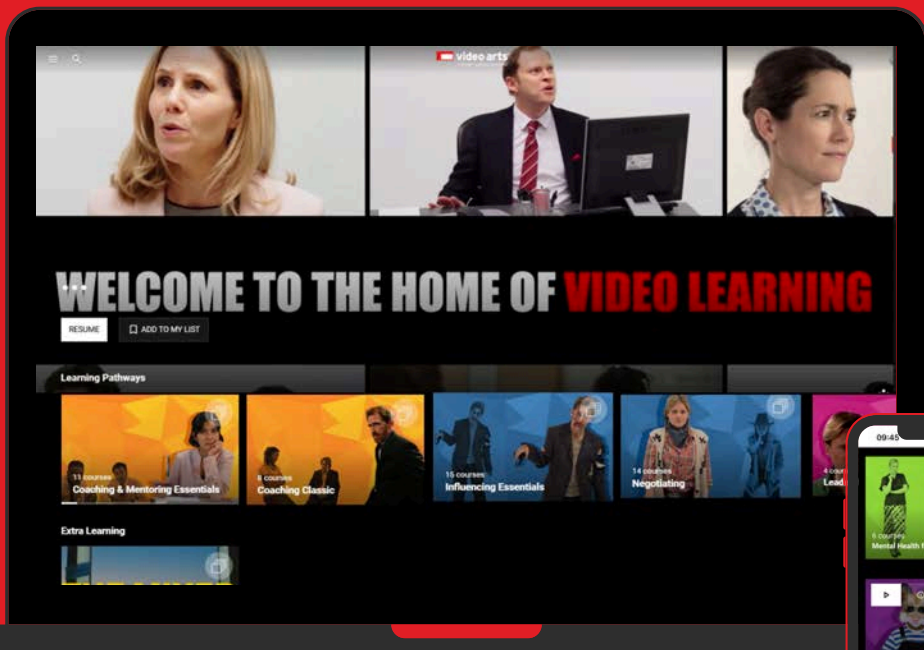 video arts
WELCOME TO THE HOME OF VIDEO LEARNING
RESUME
ADD TO MY LIST
Learning Pathways
11 courses
Coaching & Mentoring Essentials
8 courses
Coaching Classic
15 courses
Influencing Essentials
14 courses
Negotiating
4 cour
Lead
Extra Learning
09:45
6 courses
Mental Health F